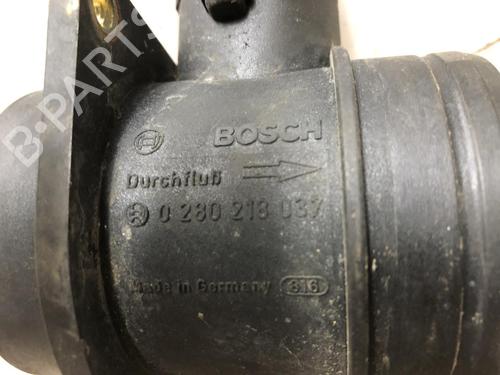 B-PARTS
BOSCH
Durchfluß
0 280 218 037
Made in Germany 816